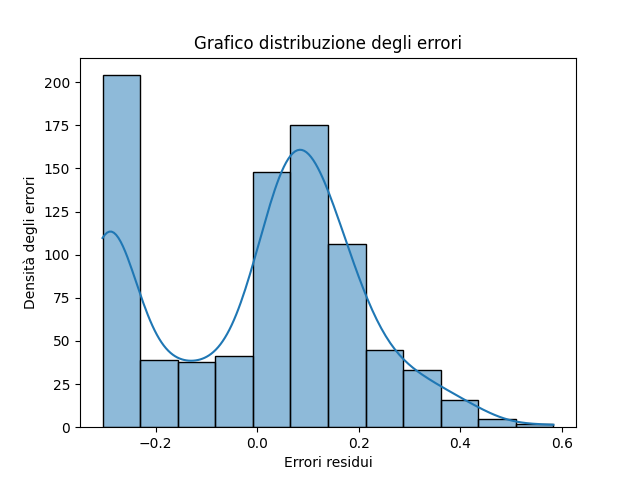 Grafico distribuzione degli errori
Densità degli errori
200
175
150
125
100
75
50
25
0
−0.2 0.0 0.2 0.4 0.6
Errori residui